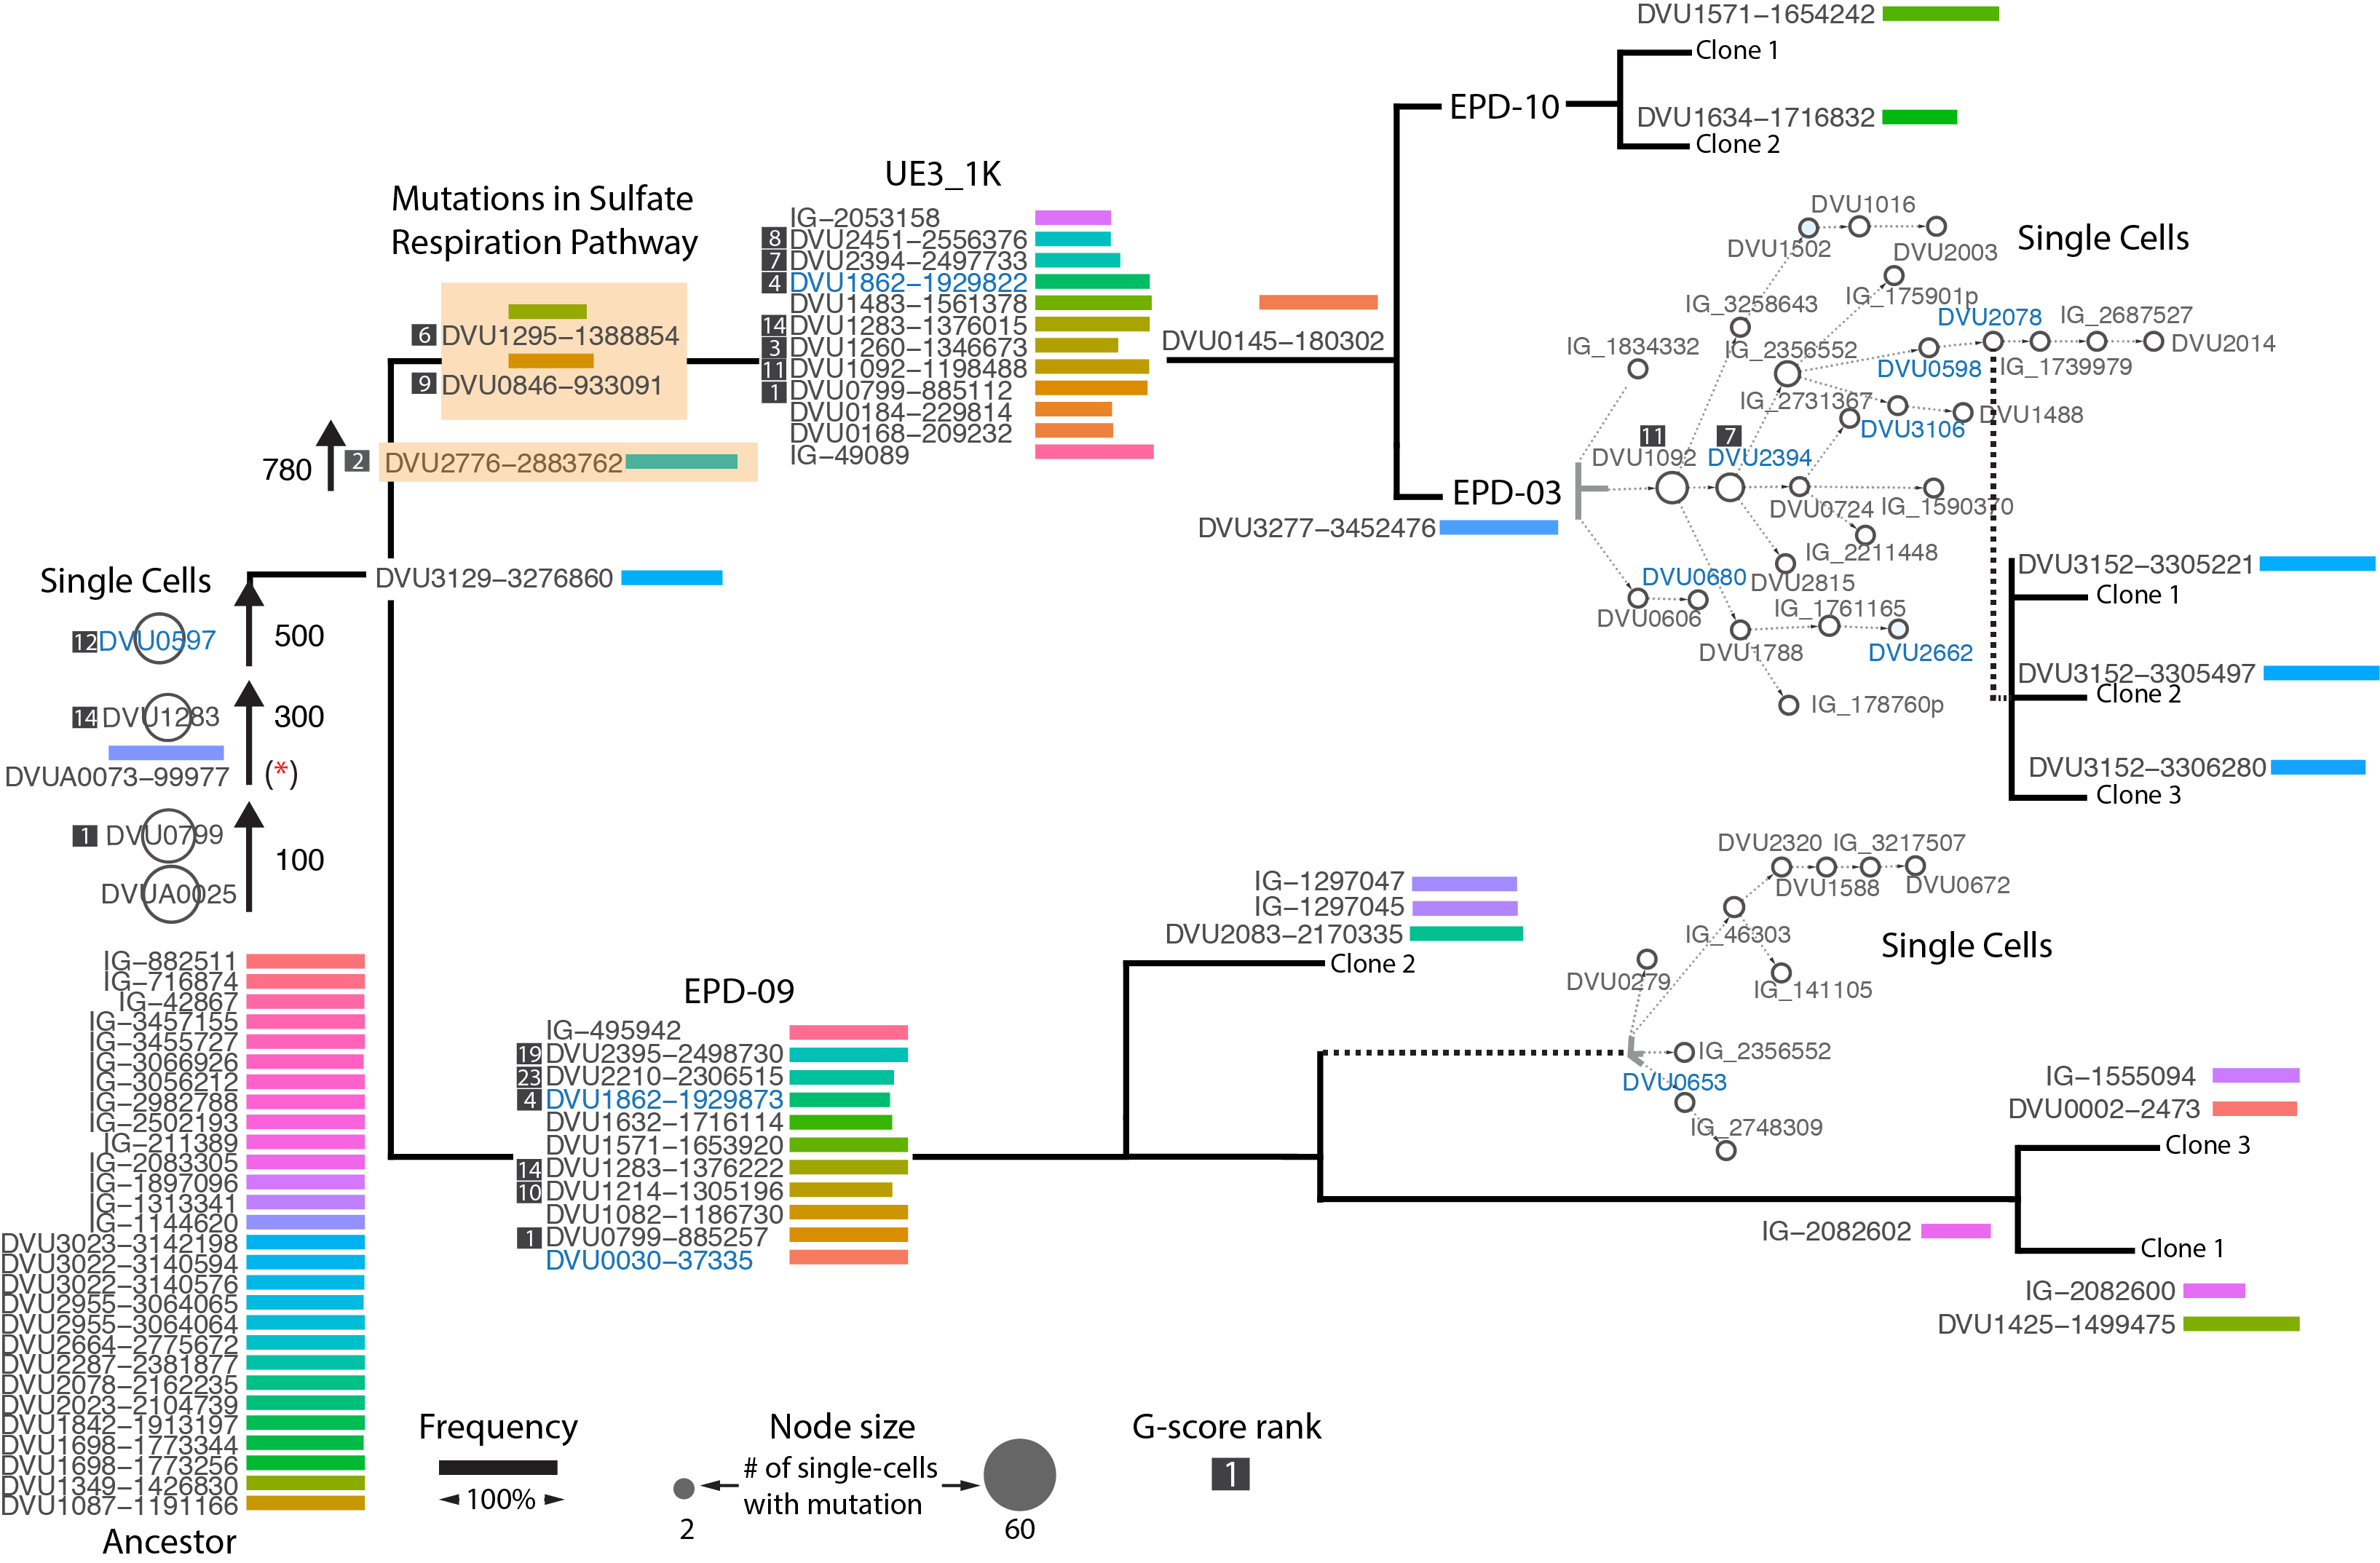 DVU1571−1654242
Clone 1
EPD-10
DVU1634−1716832
Clone 2
Mutations in Sulfate
Respiration Pathway
6
DVU1295−1388854
9
DVU0846−933091
780
2
DVU2776−2883762
UE3_1K
IG−2053158
8 DVU2451−2556376
7 DVU2394−2497733
4 DVU1862−1929822
DVU1483−1561378
14 DVU1283−1376015
3 DVU1260−1346673
11 DVU1092−1198488
1 DVU0799−885112
DVU0184−229814
DVU0168−209232
IG−49089
DVU0145−180302
EPD-03
DVU3277−3452476
Single Cells
DVU1016
DVU1502
DVU2003
IG_3258643
IG_175901p
DVU2078
IG_2687527
IG_1834332
IG_2356552
DVU0598
IG_1739979
DVU2014
IG_2731367
DVU3106
DVU1488
11
7
DVU1092
DVU2394
DVU0724
IG_1590370
IG_2211448
DVU2815
DVU0680
DVU0606
IG_1761165
DVU1788
DVU2662
IG_178760p
DVU3152−3305221
Clone 1
DVU3152−3305497
Clone 2
DVU3152−3306280
Clone 3
DVU3129−3276860
Single Cells
12 DVU0597
500
14 DVU1283
300
DVUA0073−99977
(*)
1 DVU0799
100
DVUA0025
IG−882511
IG−716874
IG−42867
IG−3457155
IG−3455727
IG−3066926
IG−3056212
IG−2982788
IG−2502193
IG−211389
IG−2083305
IG−1897096
IG−1313341
IG−1144620
DVU3023−3142198
DVU3022−3140594
DVU3022−3140576
DVU2955−3064065
DVU2955−3064064
DVU2664−2775672
DVU2287−2381877
DVU2078−2162235
DVU2023−2104739
DVU1842−1913197
DVU1698−1773344
DVU1698−1773256
DVU1349−1426830
DVU1087−1191166
Ancestor
EPD-09
IG−495942
19 DVU2395−2498730
23 DVU2210−2306515
4 DVU1862−1929873
DVU1632−1716114
DVU1571−1653920
14 DVU1283−1376222
10 DVU1214−1305196
DVU1082−1186730
1 DVU0799−885257
DVU0030−37335
IG−1297047
IG−1297045
DVU2083−2170335
Clone 2
DVU2320
IG_3217507
DVU1588
DVU0672
IG_46303
Single Cells
DVU0279
IG_141105
IG_2356552
DVU0653
IG_2748309
IG−1555094
DVU0002−2473
Clone 3
IG−2082602
Clone 1
IG−2082600
DVU1425−1499475
Frequency
100%
Node size
# of single-cells
with mutation
2
60
G-score rank
1